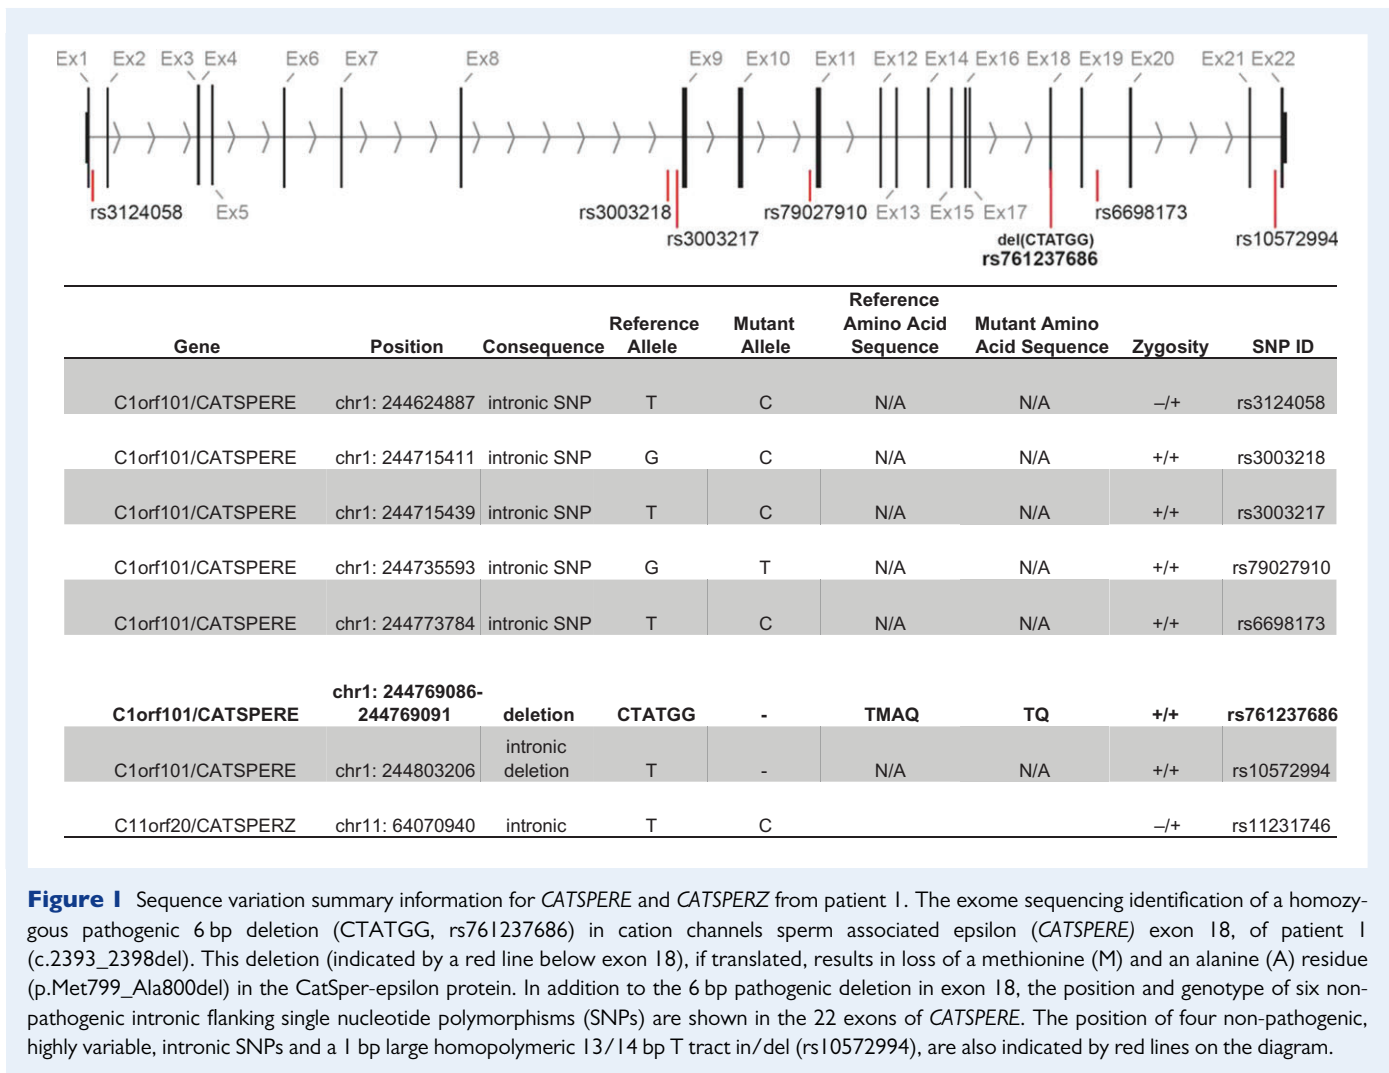 Ex1 Ex2 Ex3 Ex4 Ex6 Ex7 Ex8 Ex9 Ex10 Ex11 Ex12 Ex14 Ex16 Ex18 Ex19 Ex20 Ex21 Ex22
rs3124058 Ex5 rs3003218 rs79027910 Ex13 Ex15 Ex17 rs6698173
rs3003217 del(CTATGG) rs10572994
rs761237686
Reference
Reference Mutant Amino Acid Mutant Amino
Gene Position Consequence Allele Allele Sequence Acid Sequence Zygosity SNP ID
C1orf101/CATSPERE chr1: 244624887 intronic SNP T C N/A N/A –/+ rs3124058
C1orf101/CATSPERE chr1: 244715411 intronic SNP G C N/A N/A +/+ rs3003218
C1orf101/CATSPERE chr1: 244715439 intronic SNP T C N/A N/A +/+ rs3003217
C1orf101/CATSPERE chr1: 244735593 intronic SNP G T N/A N/A +/+ rs79027910
C1orf101/CATSPERE chr1: 244773784 intronic SNP T C N/A N/A +/+ rs6698173
chr1: 244769086-
C1orf101/CATSPERE 244769091 deletion CTATGG - TMAQ TQ +/+ rs761237686
intronic
C1orf101/CATSPERE chr1: 244803206 deletion T - N/A N/A +/+ rs10572994
C11orf20/CATSPERZ chr11: 64070940 intronic T C –/+ rs11231746
Figure 1 Sequence variation summary information for CATSPERE and CATSPERZ from patient 1. The exome sequencing identification of a homozy-
gous pathogenic 6 bp deletion (CTATGG, rs761237686) in cation channels sperm associated epsilon (CATSPERE) exon 18, of patient 1
(c.2393_2398del). This deletion (indicated by a red line below exon 18), if translated, results in loss of a methionine (M) and an alanine (A) residue
(p.Met799_Ala800del) in the CatSper-epsilon protein. In addition to the 6 bp pathogenic deletion in exon 18, the position and genotype of six non-
pathogenic intronic flanking single nucleotide polymorphisms (SNPs) are shown in the 22 exons of CATSPERE. The position of four non-pathogenic,
highly variable, intronic SNPs and a 1 bp large homopolymeric 13/14 bp T tract in/del (rs10572994), are also indicated by red lines on the diagram.